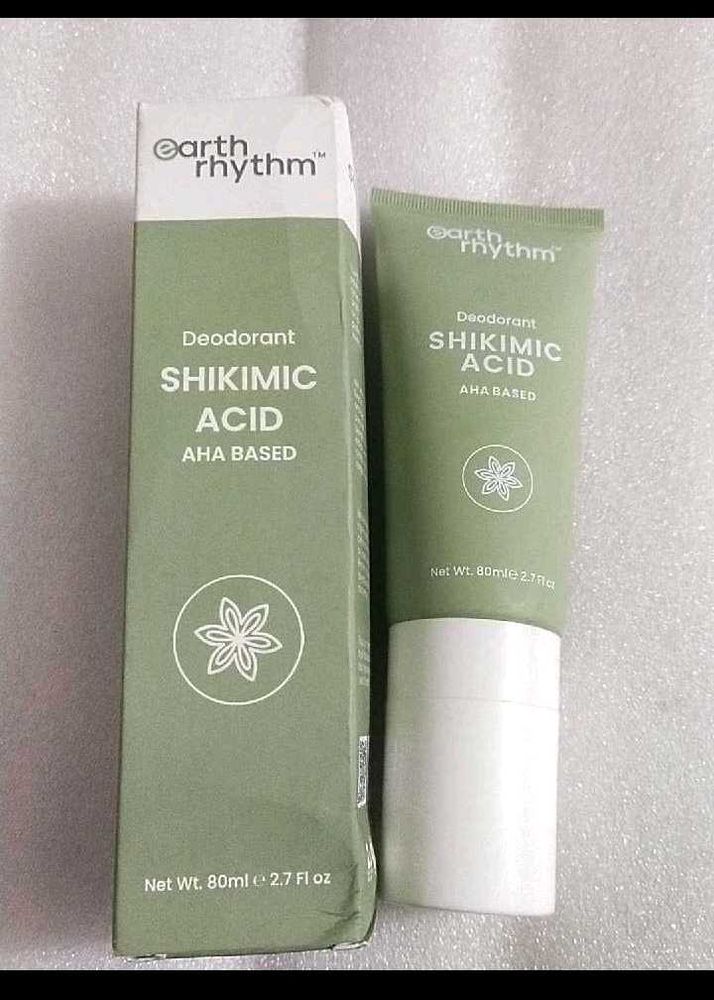 earth
rhythm™
Deodorant
SHIKIMIC
ACID
AHA BASED
Net Wt. 80ml ℮ 2.7 Fl oz
earth
rhythm™
Deodorant
SHIKIMIC
ACID
AHA BASED
Net Wt. 80ml℮ 2.7 Fl oz